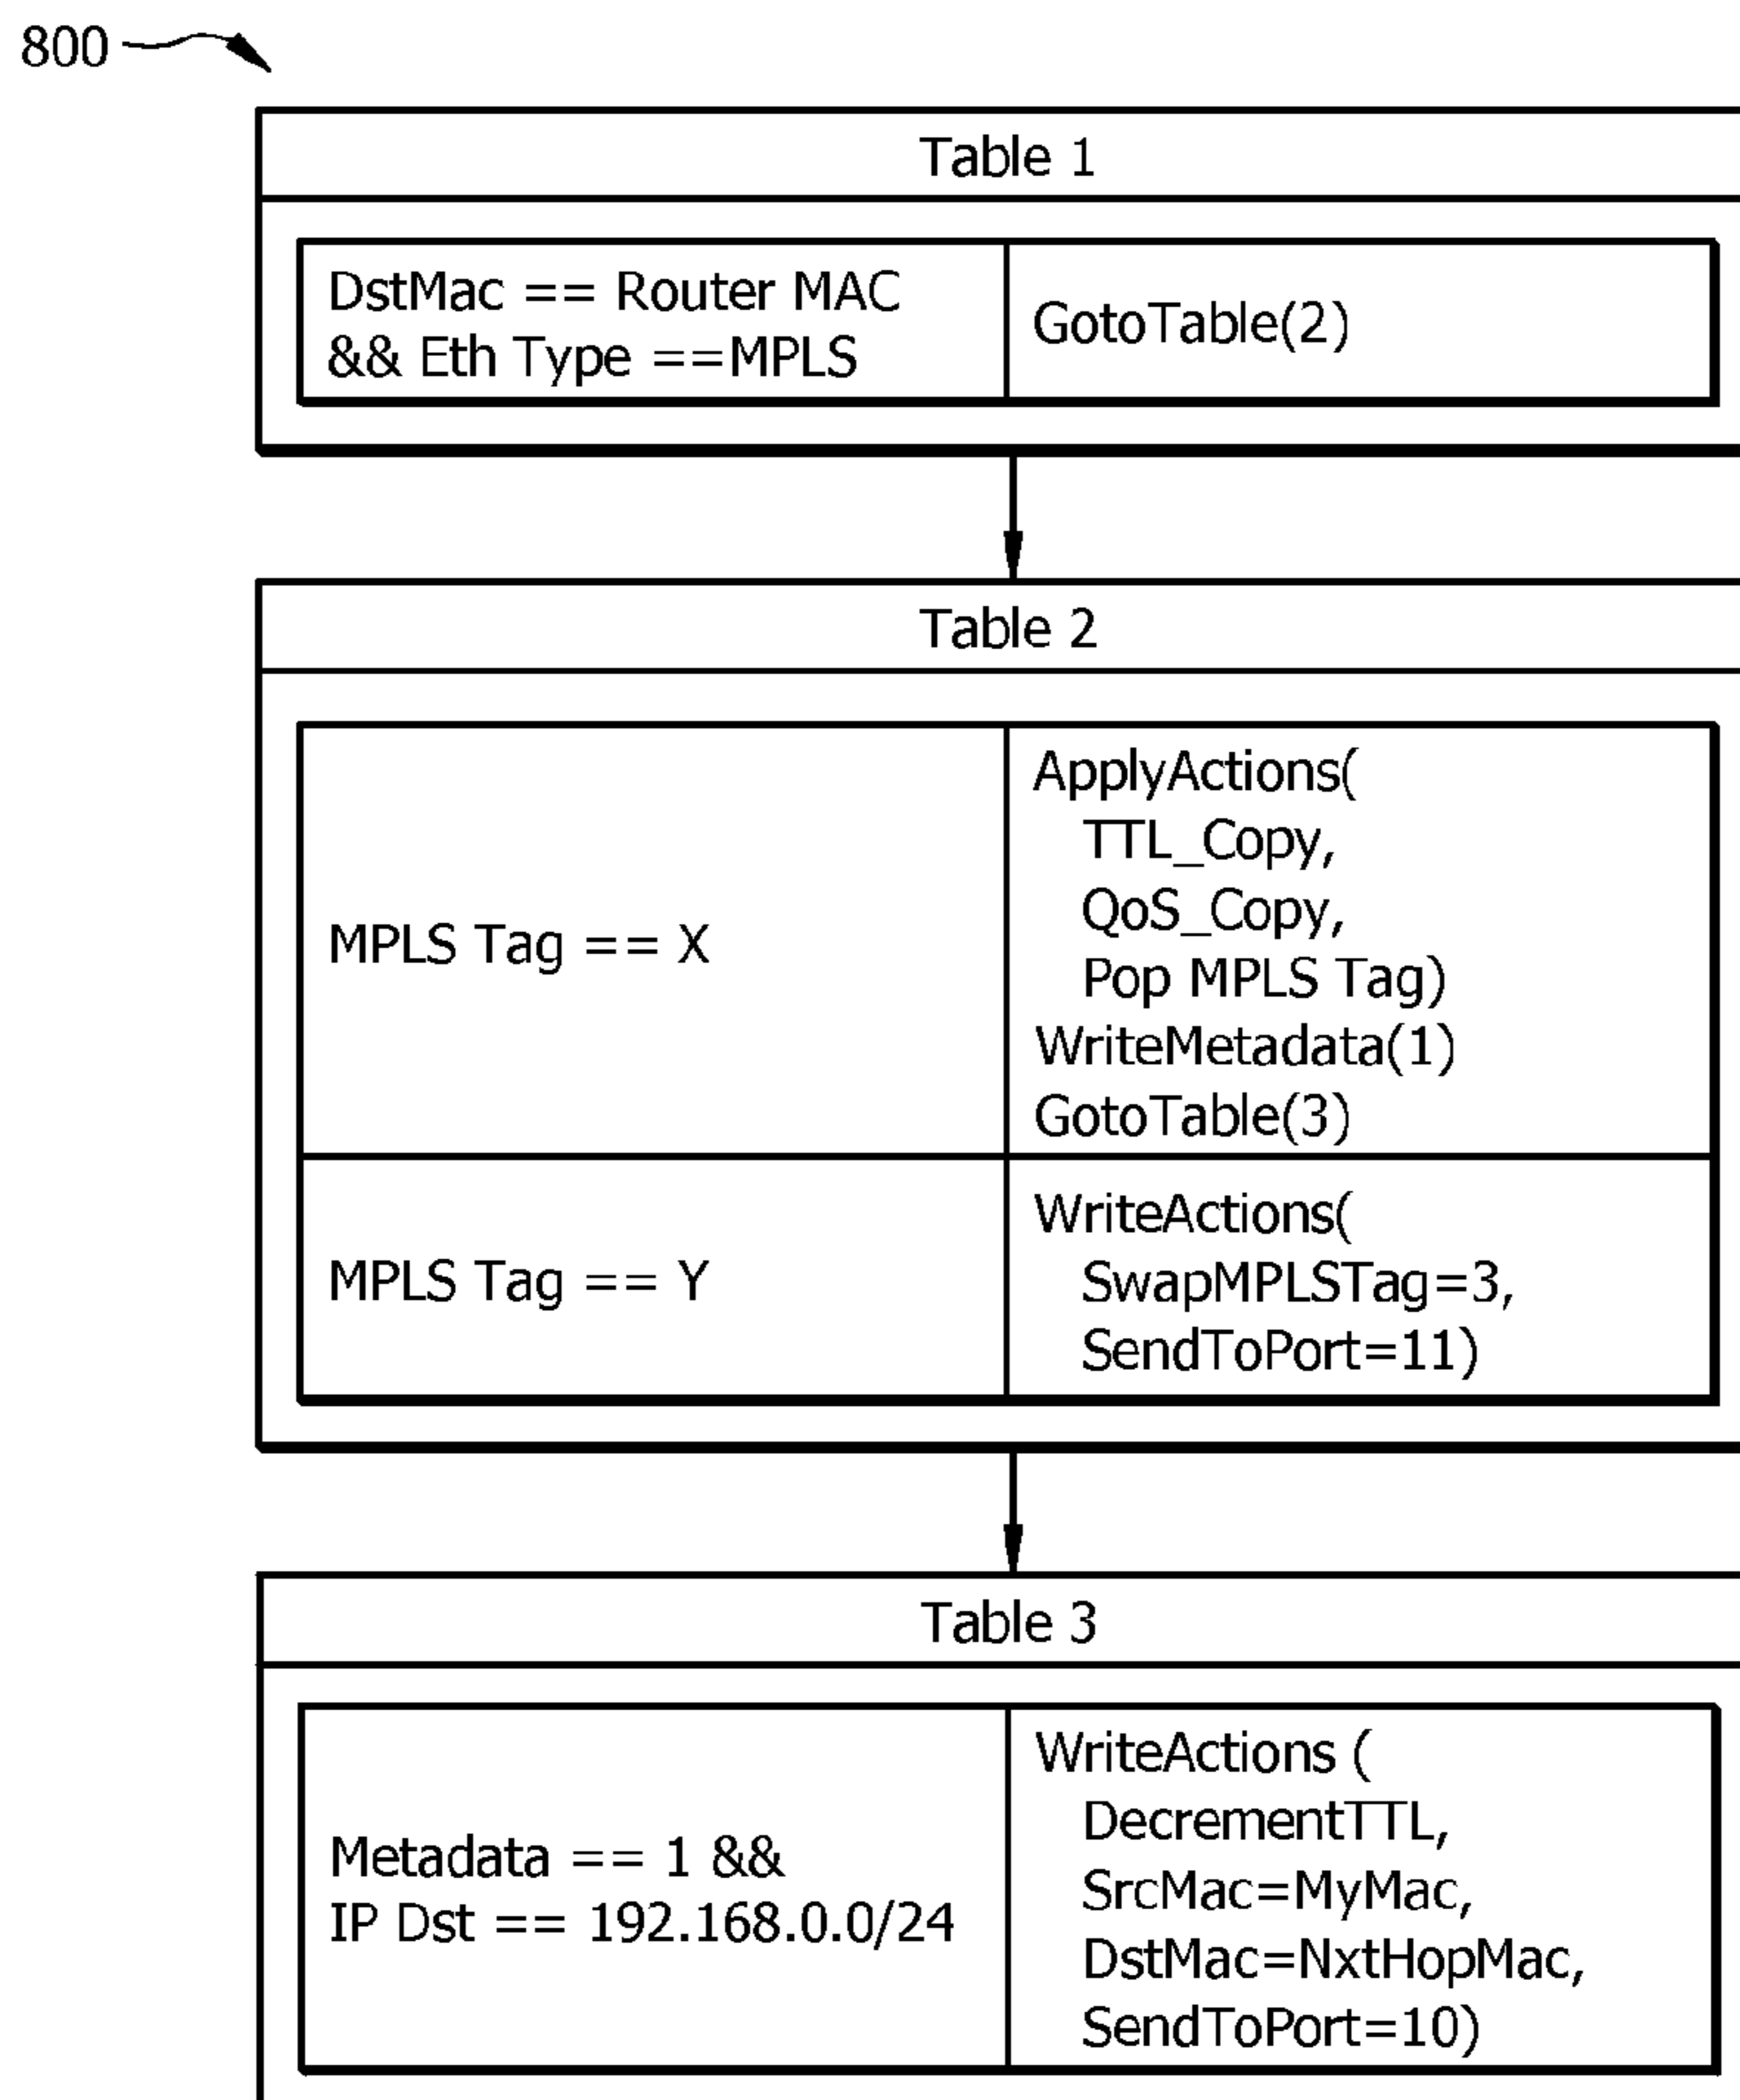 800
Table 1
DstMac == Router MAC
&& Eth Type ==MPLS
GotoTable(2)
Table 2
MPLS Tag == X
ApplyActions(
TTL_Copy,
QoS_Copy,
Pop MPLS Tag)
WriteMetadata(1)
GotoTable(3)
MPLS Tag == Y
WriteActions(
SwapMPLSTag=3,
SendToPort=11)
Table 3
Metadata == 1 &&
IP Dst == 192.168.0.0/24
WriteActions (
DecrementTTL,
SrcMac=MyMac,
DstMac=NxtHopMac,
SendToPort=10)